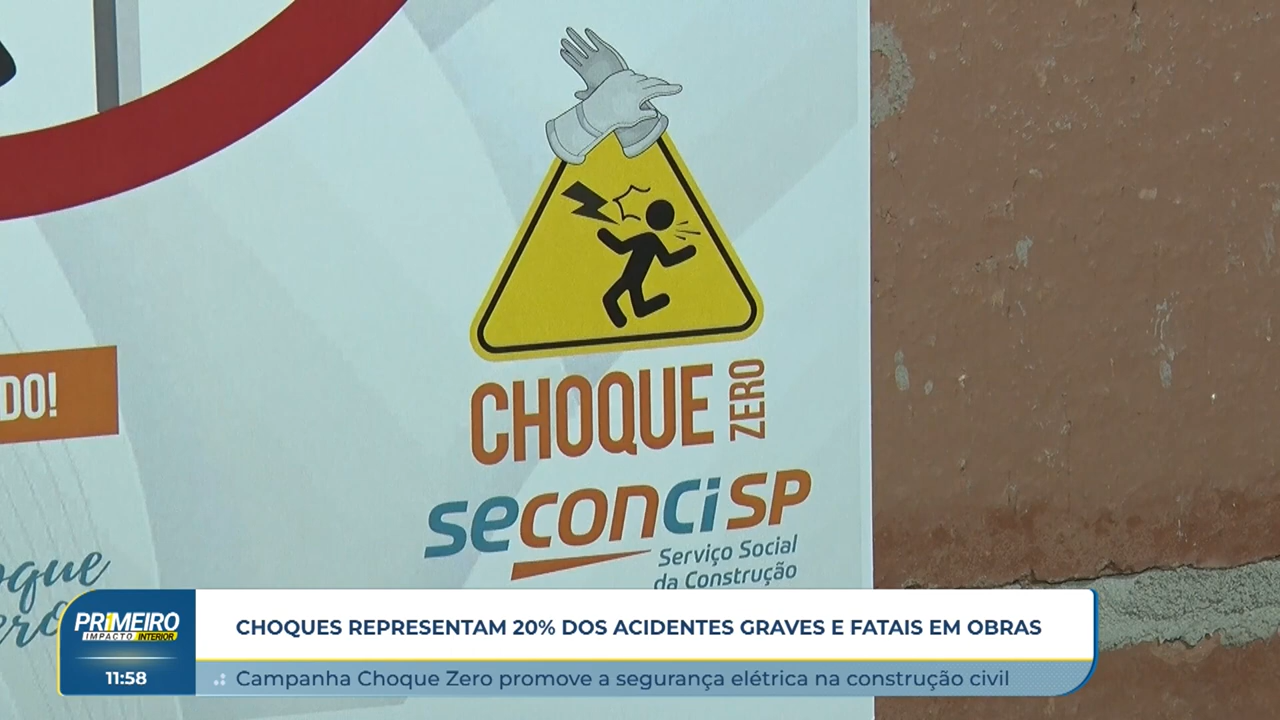 DO!
CHOQUE ZERO
seconciSP
Serviço Social
da Construção
PR1MEIRO
IMPACTO INTERIOR
11:58
CHOQUES REPRESENTAM 20% DOS ACIDENTES GRAVES E FATAIS EM OBRAS
Campanha Choque Zero promove a segurança elétrica na construção civil